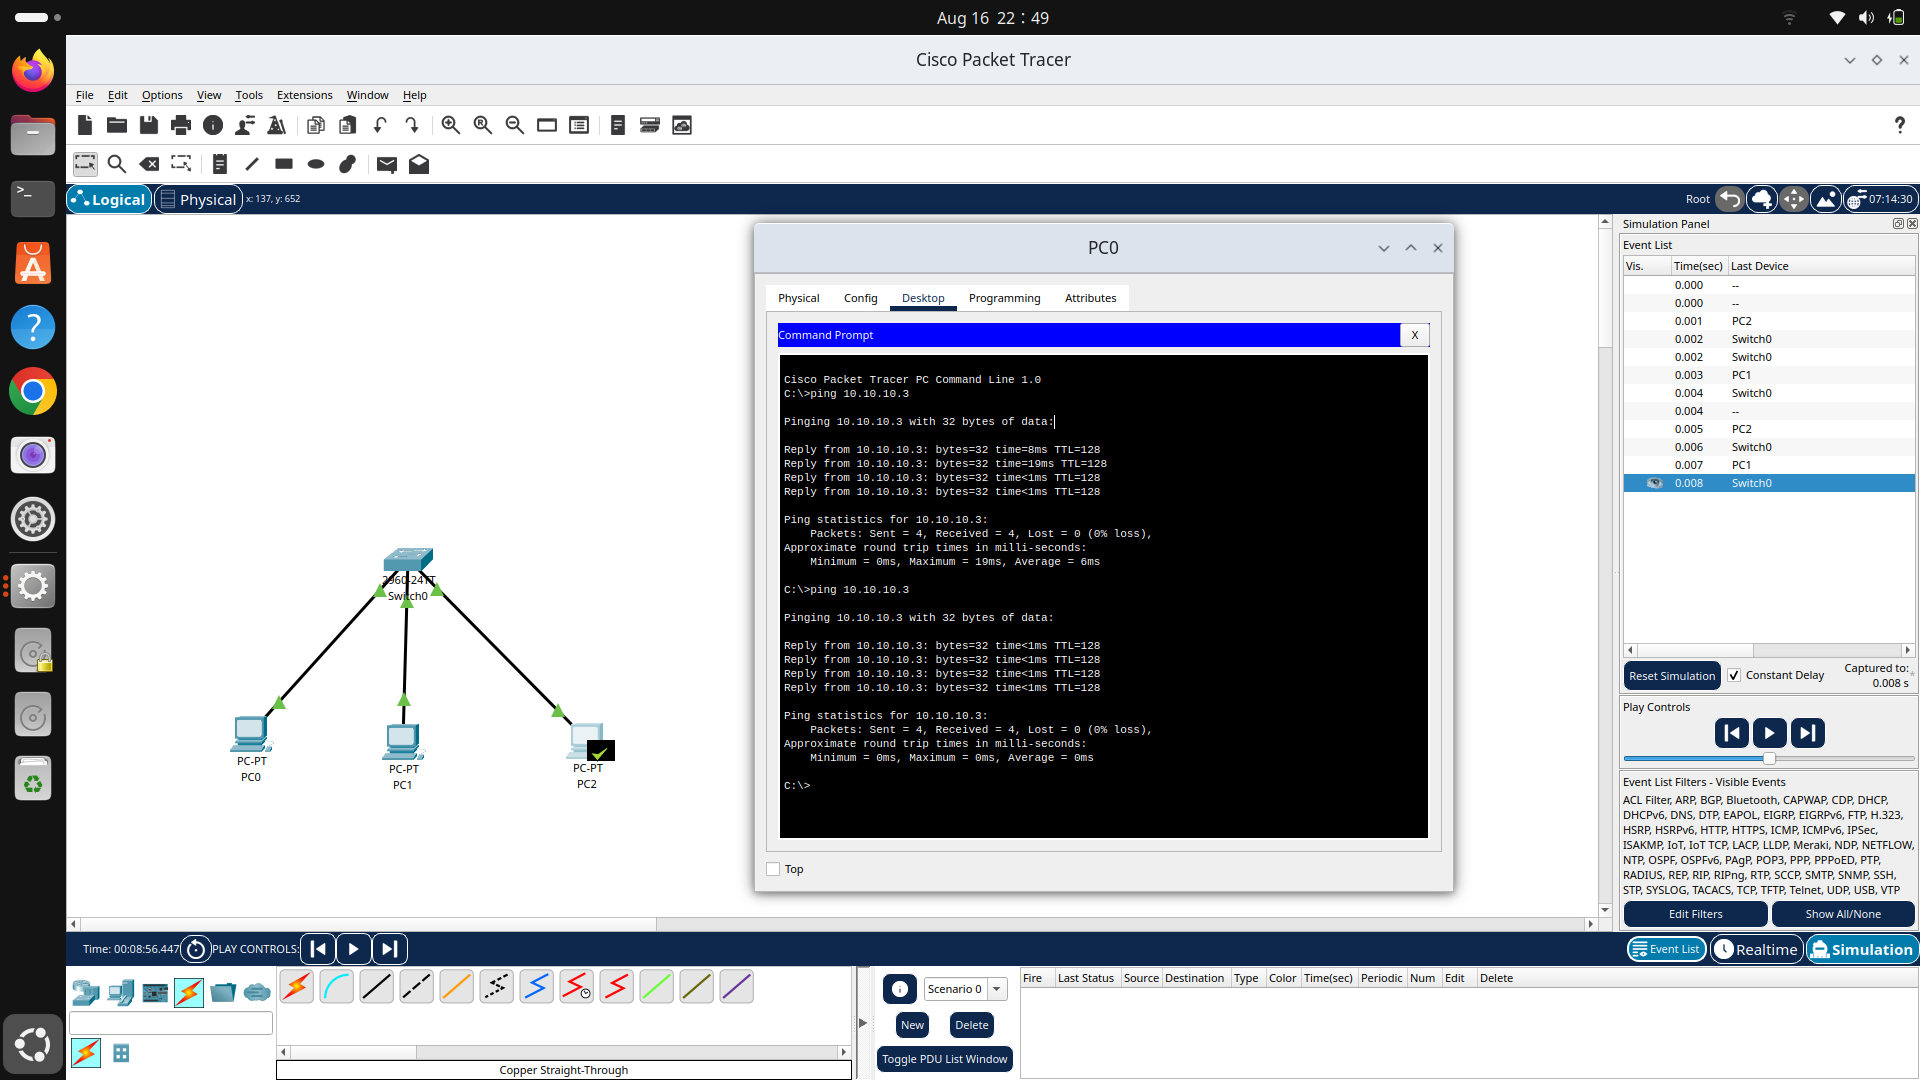 Aug 16 22:49
Cisco Packet Tracer
File Edit Options View Tools Extensions Window Help
Logical Physical x: 137, y: 652
Root 07:14:30
PC0
Physical Config Desktop Programming Attributes
Command Prompt X
Cisco Packet Tracer PC Command Line 1.0
C:\>ping 10.10.10.3
Pinging 10.10.10.3 with 32 bytes of data:
Reply from 10.10.10.3: bytes=32 time=8ms TTL=128
Reply from 10.10.10.3: bytes=32 time=19ms TTL=128
Reply from 10.10.10.3: bytes=32 time<1ms TTL=128
Reply from 10.10.10.3: bytes=32 time<1ms TTL=128
Ping statistics for 10.10.10.3:
Packets: Sent = 4, Received = 4, Lost = 0 (0% loss),
Approximate round trip times in milli-seconds:
Minimum = 0ms, Maximum = 19ms, Average = 6ms
C:\>ping 10.10.10.3
Pinging 10.10.10.3 with 32 bytes of data:
Reply from 10.10.10.3: bytes=32 time<1ms TTL=128
Reply from 10.10.10.3: bytes=32 time<1ms TTL=128
Reply from 10.10.10.3: bytes=32 time<1ms TTL=128
Reply from 10.10.10.3: bytes=32 time<1ms TTL=128
Ping statistics for 10.10.10.3:
Packets: Sent = 4, Received = 4, Lost = 0 (0% loss),
Approximate round trip times in milli-seconds:
Minimum = 0ms, Maximum = 0ms, Average = 0ms
C:\>
Top
2960-24TT
Switch0
PC-PT
PC0
PC-PT
PC1
PC-PT
PC2
Simulation Panel
Event List
Vis. Time(sec) Last Device
0.000 --
0.000 --
0.001 PC2
0.002 Switch0
0.002 Switch0
0.003 PC1
0.004 Switch0
0.004 --
0.005 PC2
0.006 Switch0
0.007 PC1
0.008 Switch0
Reset Simulation Constant Delay Captured to:
0.008 s
Play Controls
Event List Filters - Visible Events
ACL Filter, ARP, BGP, Bluetooth, CAPWAP, CDP, DHCP,
DHCPv6, DNS, DTP, EAPOL, EIGRP, EIGRPv6, FTP, H.323,
HSRP, HSRPv6, HTTP, HTTPS, ICMP, ICMPv6, IPSec,
ISAKMP, IoT, IoT TCP, LACP, LLDP, Meraki, NDP, NETFLOW,
NTP, OSPF, OSPFv6, PAgP, POP3, PPP, PPPoED, PTP,
RADIUS, REP, RIP, RIPng, RTP, SCCP, SMTP, SNMP, SSH,
STP, SYSLOG, TACACS, TCP, TFTP, Telnet, UDP, USB, VTP
Edit Filters Show All/None
Time: 00:08:56.447 PLAY CONTROLS: Event List Realtime Simulation
Scenario 0
New Delete
Toggle PDU List Window
Fire Last Status Source Destination Type Color Time(sec) Periodic Num Edit Delete
Copper Straight-Through